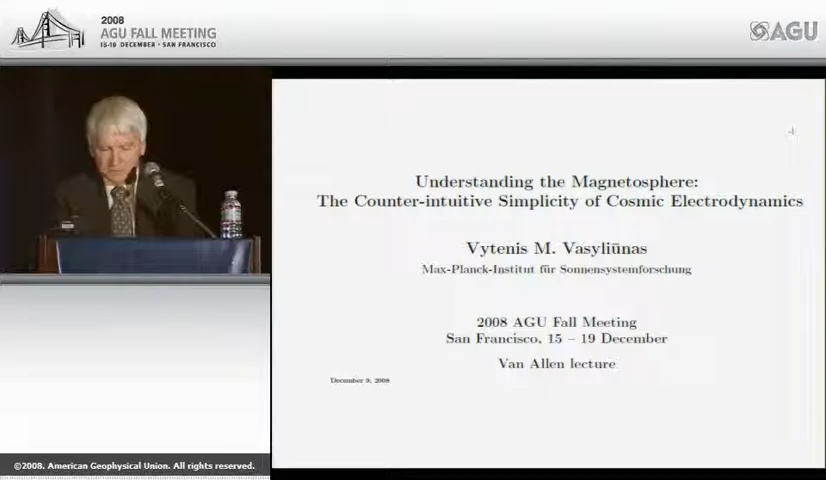 2008
AGU FALL MEETING
15-19 DECEMBER • SAN FRANCISCO
AGU
Understanding the Magnetosphere:
The Counter-intuitive Simplicity of Cosmic Electrodynamics
Vytenis M. Vasyliūnas
Max-Planck-Institut für Sonnensystemforschung
2008 AGU Fall Meeting
San Francisco, 15 – 19 December
Van Allen lecture
December 9, 2008
©2008. American Geophysical Union. All rights reserved.